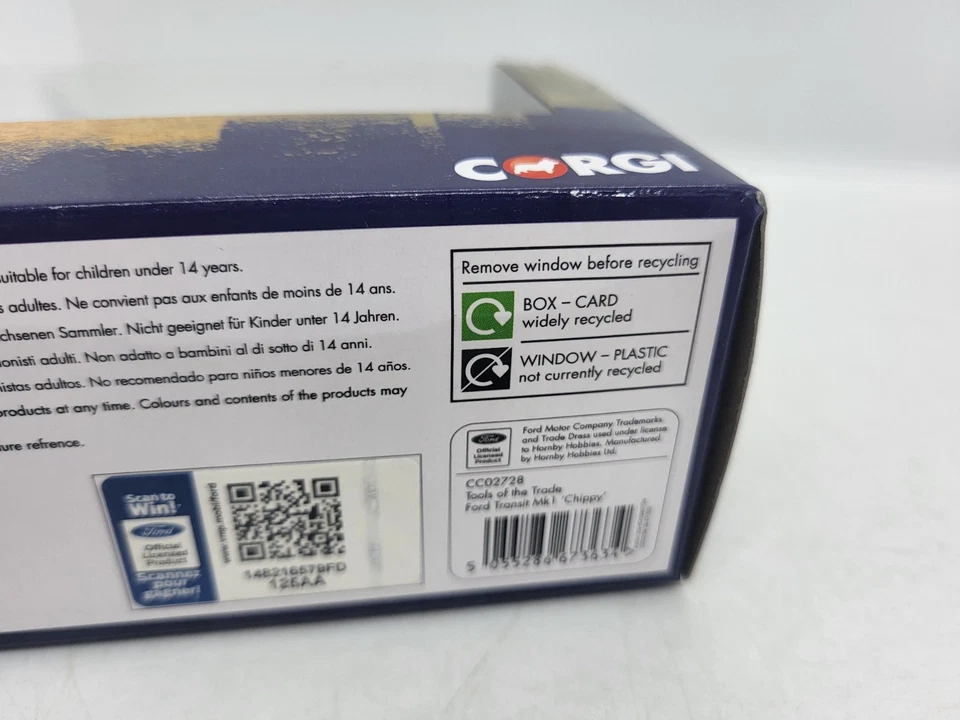 CORGI
suitable for children under 14 years.
s adultes. Ne convient pas aux enfants de moins de 14 ans.
chsenen Sammler. Nicht geeignet für Kinder unter 14 Jahren.
onisti adulti. Non adatto a bambini al di sotto di 14 anni.
nistas adultos. No recomendado para niños menores de 14 años.
products at any time. Colours and contents of the products may
ure refrence.
Remove window before recycling
BOX – CARD
widely recycled
WINDOW – PLASTIC
not currently recycled
Ford
Official
Licensed
Product
Ford Motor Company Trademarks
and Trade Dress used under license
to Hornby Hobbies. Manufactured
by Hornby Hobbies Ltd.
CC02728
Tools of the Trade
Ford Transit Mk1 'Chippy'
Scan to
Win!
Ford
Official
Licensed
Product
Scannez
pour
gagner!